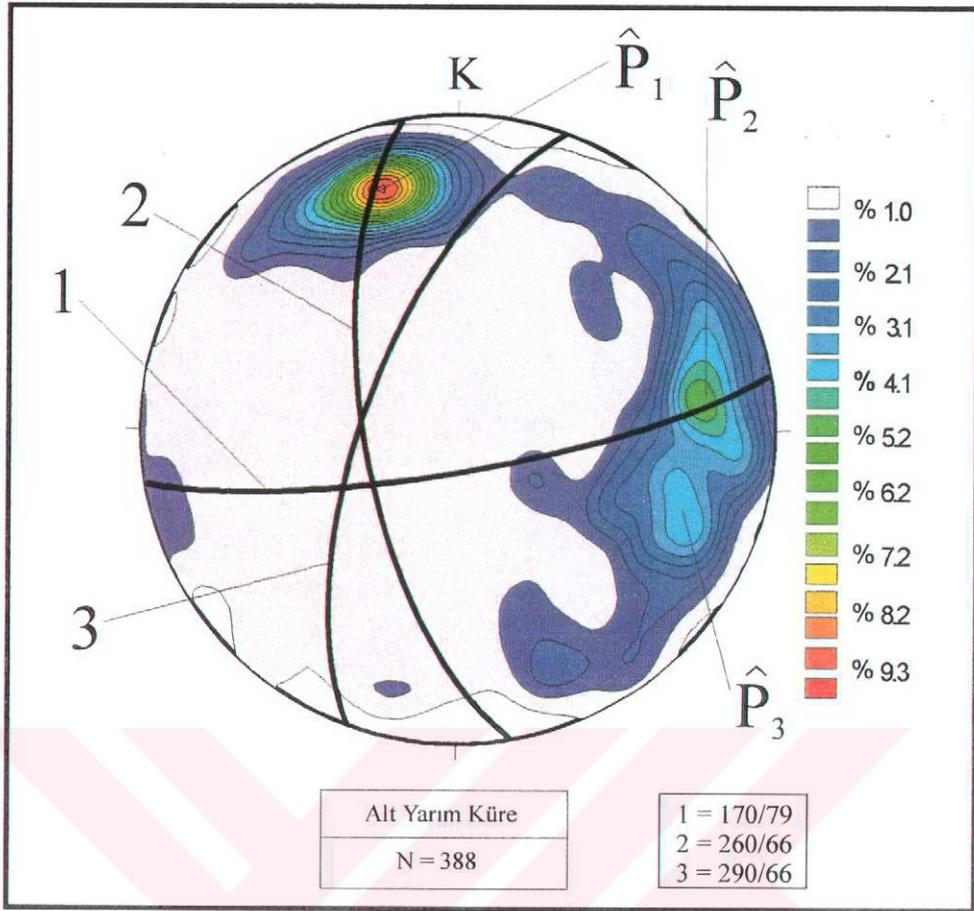 K
P̂₁
P̂₂
2
1
3
P̂₃
% 1.0
% 2.1
% 3.1
% 4.1
% 5.2
% 6.2
% 7.2
% 8.2
% 9.3
Alt Yarım Küre
N = 388
1 = 170/79
2 = 260/66
3 = 290/66